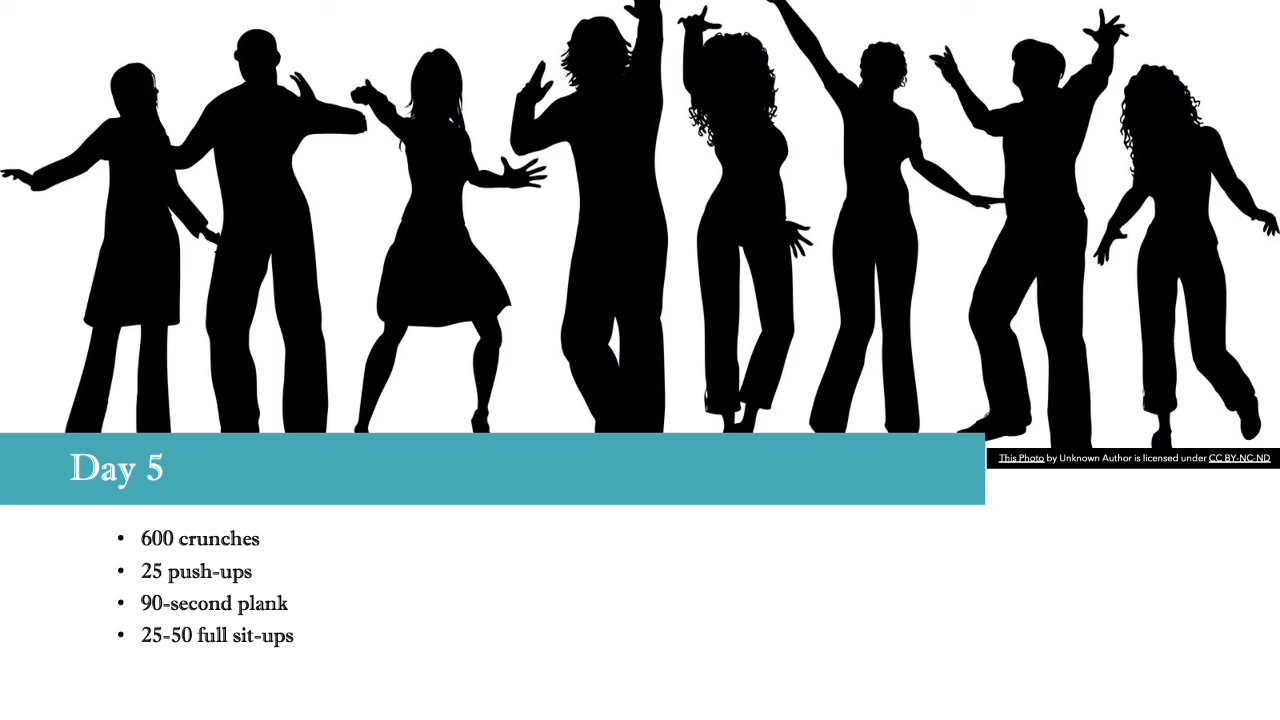 This Photo by Unknown Author is licensed under CC BY-NC-ND
Day 5
• 600 crunches
• 25 push-ups
• 90-second plank
• 25-50 full sit-ups